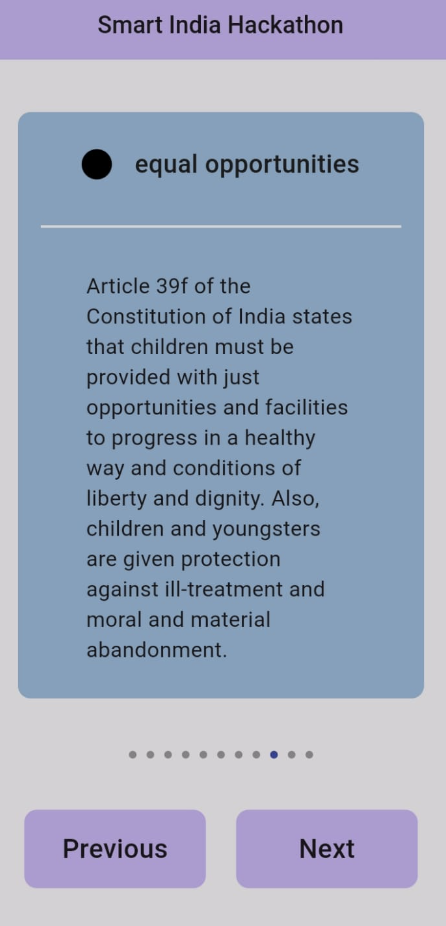 Smart India Hackathon
equal opportunities
Article 39f of the
Constitution of India states
that children must be
provided with just
opportunities and facilities
to progress in a healthy
way and conditions of
liberty and dignity. Also,
children and youngsters
are given protection
against ill-treatment and
moral and material
abandonment.
Previous
Next